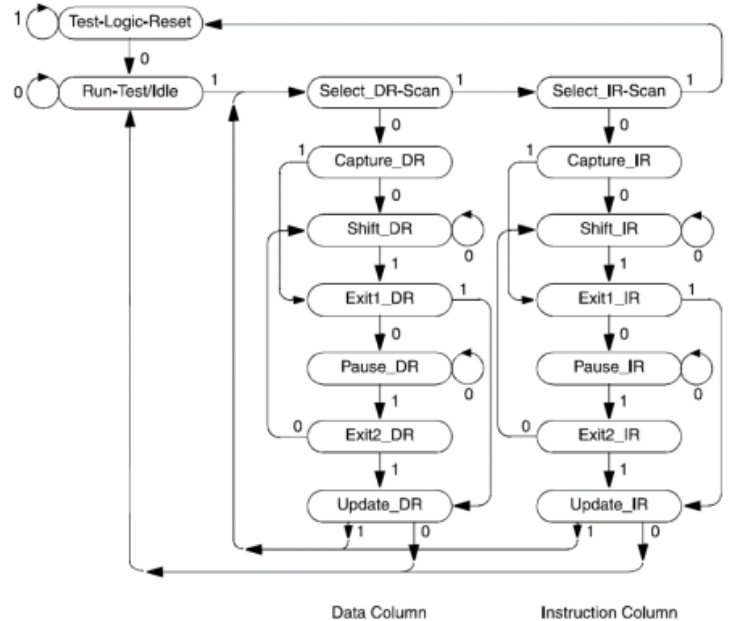 1 Test-Logic-Reset
0
0 Run-Test/Idle 1 Select_DR-Scan 1 Select_IR-Scan 1
0 0
1 Capture_DR 1 Capture_IR
0 0
Shift_DR Shift_IR
0 0
1 1
Exit1_DR 1 Exit1_IR 1
0 0
Pause_DR Pause_IR
0 0
1 1
0 Exit2_DR 0 Exit2_IR
1 1
Update_DR Update_IR
1 0 1 0
Data Column Instruction Column